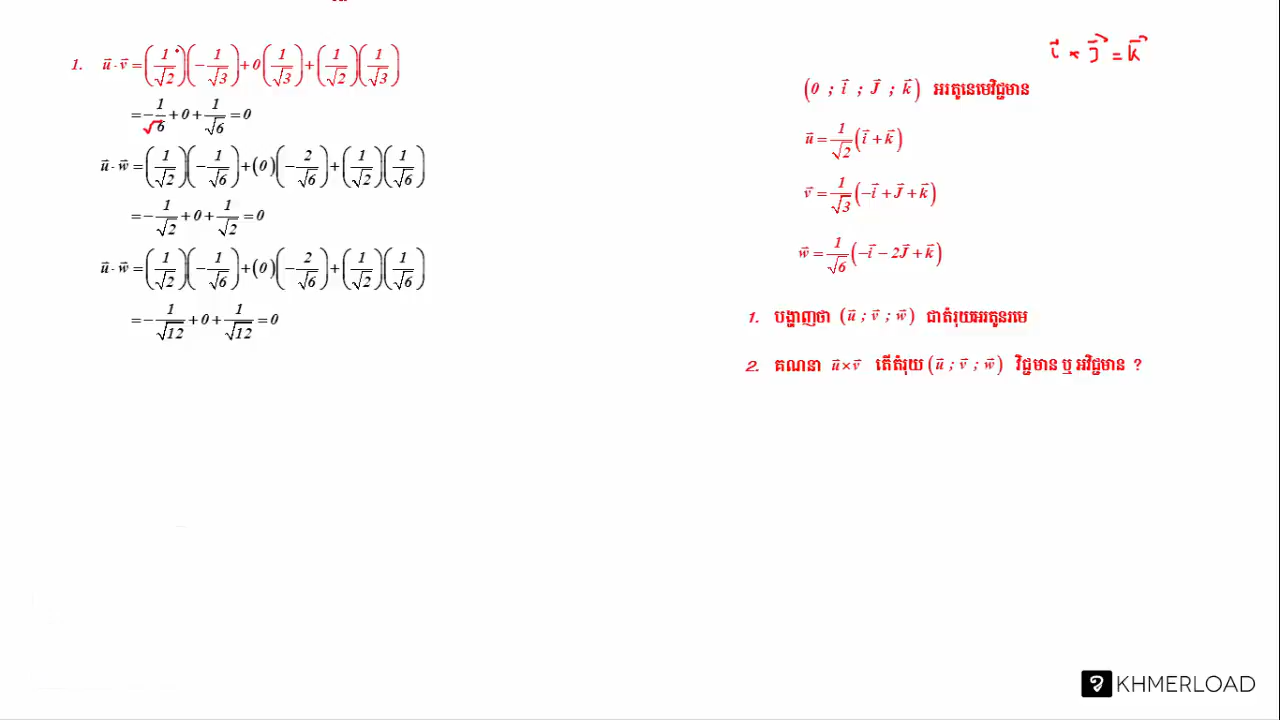 1. u⃗ · v⃗ = (1/√2)(−1/√3) + 0(1/√3) + (1/√2)(1/√3)
= −1/√6 + 0 + 1/√6 = 0
u⃗ · w⃗ = (1/√2)(−1/√6) + (0)(−2/√6) + (1/√2)(1/√6)
= −1/√2 + 0 + 1/√2 = 0
u⃗ · w⃗ = (1/√2)(−1/√6) + (0)(−2/√6) + (1/√2)(1/√6)
= −1/√12 + 0 + 1/√12 = 0
i⃗ × J⃗ = k⃗
(0 ; i⃗ ; J⃗ ; k⃗) អរតូនេមេវិជ្ជមាន
u⃗ = 1/√2 (i⃗ + k⃗)
v⃗ = 1/√3 (−i⃗ + J⃗ + k⃗)
w⃗ = 1/√6 (−i⃗ − 2J⃗ + k⃗)
1. បង្ហាញថា (u⃗ ; v⃗ ; w⃗) ជាតំរុយអរតូនរមេ
2. គណនា u⃗×v⃗ តើតំរុយ (u⃗ ; v⃗ ; w⃗) វិជ្ជមាន ឬ អវិជ្ជមាន ?
KHMERLOAD